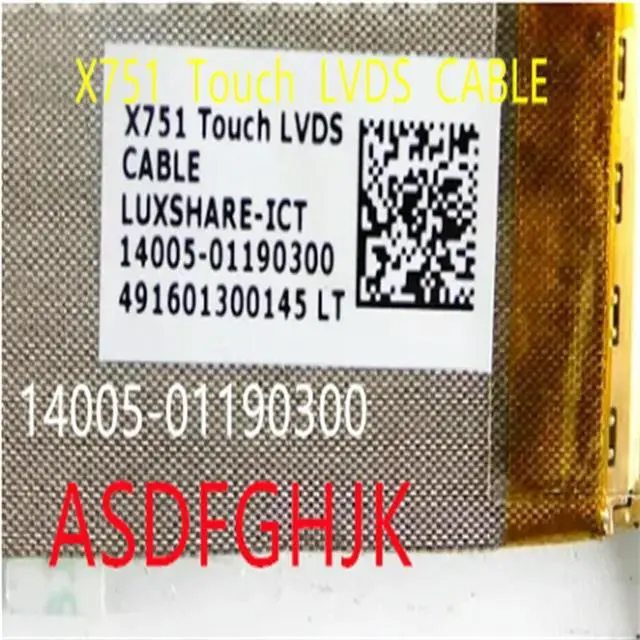 X751 Touch LVDS CABLE
X751 Touch LVDS
CABLE
LUXSHARE-ICT
14005-01190300
491601300145 LT
14005-01190300
ASDFGHJK